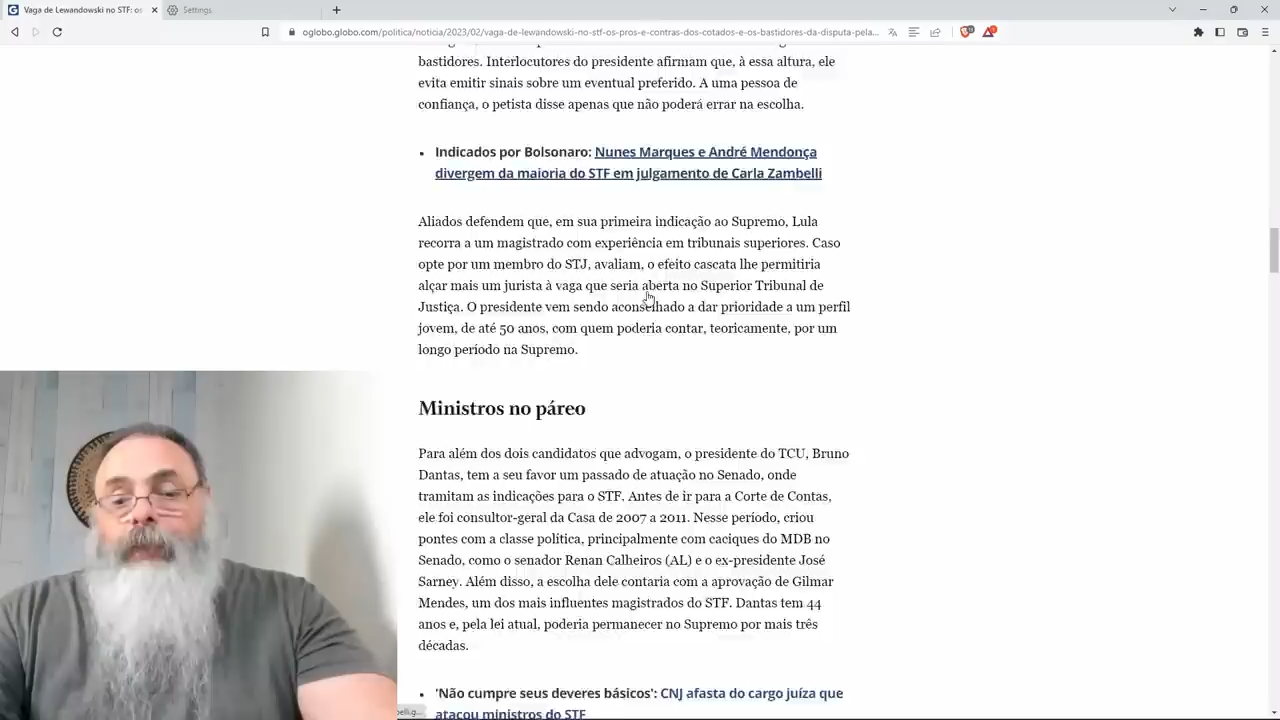 Vaga de Lewandowski no STF: os
Settings
oglobo.globo.com/politica/noticia/2023/02/vaga-de-lewandowski-no-stf-os-pros-e-contras-dos-cotados-e-os-bastidores-da-disputa-pela...
bastidores. Interlocutores do presidente afirmam que, à essa altura, ele
evita emitir sinais sobre um eventual preferido. A uma pessoa de
confiança, o petista disse apenas que não poderá errar na escolha.
• Indicados por Bolsonaro: Nunes Marques e André Mendonça
divergem da maioria do STF em julgamento de Carla Zambelli
Aliados defendem que, em sua primeira indicação ao Supremo, Lula
recorra a um magistrado com experiência em tribunais superiores. Caso
opte por um membro do STJ, avaliam, o efeito cascata lhe permitiria
alçar mais um jurista à vaga que seria aberta no Superior Tribunal de
Justiça. O presidente vem sendo aconselhado a dar prioridade a um perfil
jovem, de até 50 anos, com quem poderia contar, teoricamente, por um
longo período na Supremo.
Ministros no páreo
Para além dos dois candidatos que advogam, o presidente do TCU, Bruno
Dantas, tem a seu favor um passado de atuação no Senado, onde
tramitam as indicações para o STF. Antes de ir para a Corte de Contas,
ele foi consultor-geral da Casa de 2007 a 2011. Nesse período, criou
pontes com a classe política, principalmente com caciques do MDB no
Senado, como o senador Renan Calheiros (AL) e o ex-presidente José
Sarney. Além disso, a escolha dele contaria com a aprovação de Gilmar
Mendes, um dos mais influentes magistrados do STF. Dantas tem 44
anos e, pela lei atual, poderia permanecer no Supremo por mais três
décadas.
• 'Não cumpre seus deveres básicos': CNJ afasta do cargo juíza que
atacou ministros do STF